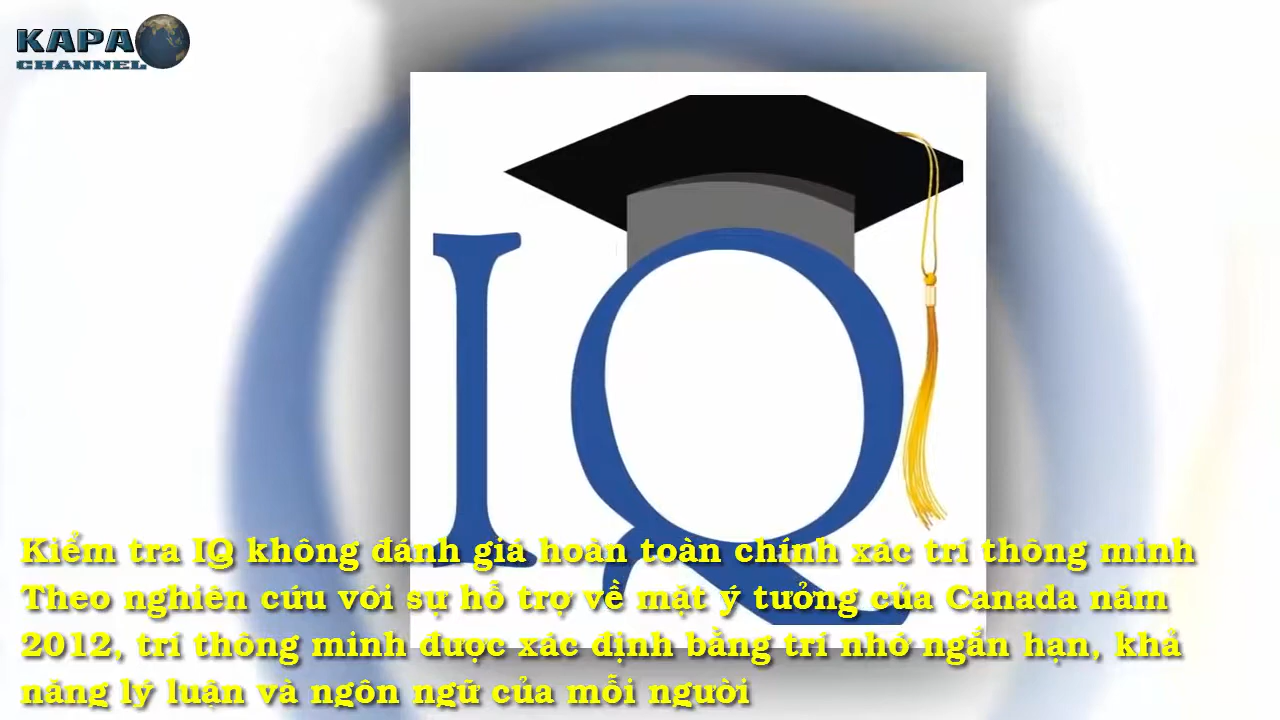 KAPA
CHANNEL
IQ
Kiểm tra IQ không đánh giá hoàn toàn chính xác trí thông minh
Theo nghiên cứu với sự hỗ trợ về mặt ý tưởng của Canada năm
2012, trí thông minh được xác định bằng trí nhớ ngắn hạn, khả
năng lý luận và ngôn ngữ của mỗi người